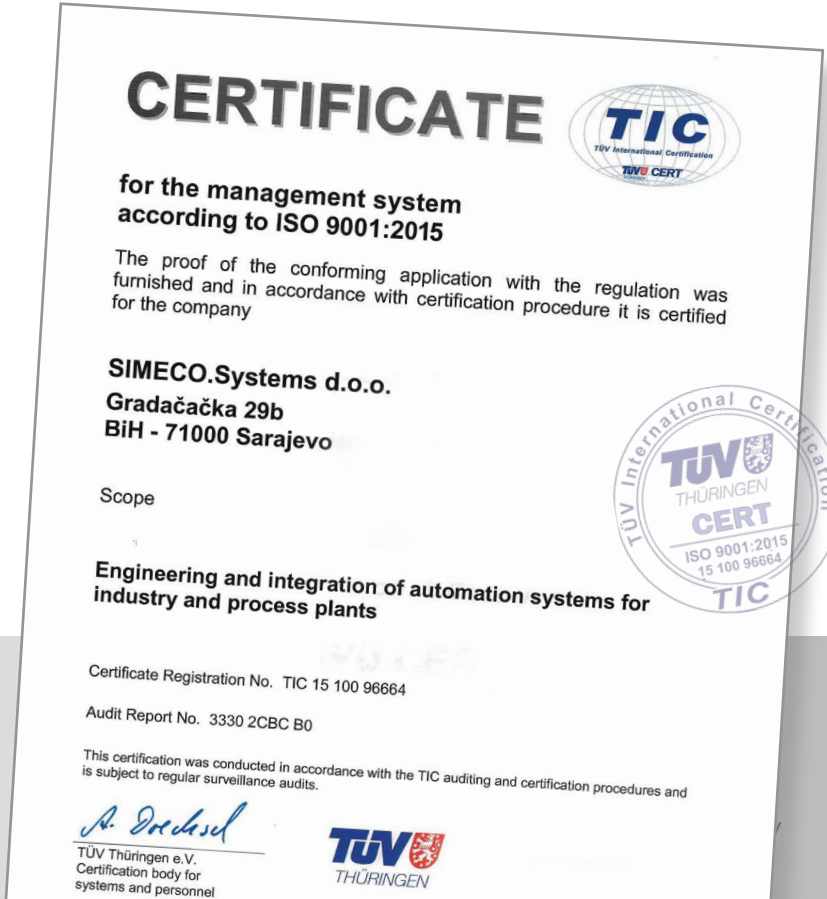 CERTIFICATE
TIC
TÜV International Certification
TÜV CERT
for the management system
according to ISO 9001:2015
The proof of the conforming application with the regulation was
furnished and in accordance with certification procedure it is certified
for the company
SIMECO.Systems d.o.o.
Gradačačka 29b
BiH - 71000 Sarajevo
Scope
TÜV International Certification
TÜV
THÜRINGEN
CERT
ISO 9001:2015
15 100 96664
TIC
Engineering and integration of automation systems for
industry and process plants
Certificate Registration No. TIC 15 100 96664
Audit Report No. 3330 2CBC B0
This certification was conducted in accordance with the TIC auditing and certification procedures and
is subject to regular surveillance audits.
A. Drechsel
TÜV Thüringen e.V.
Certification body for
systems and personnel
TÜV
THÜRINGEN